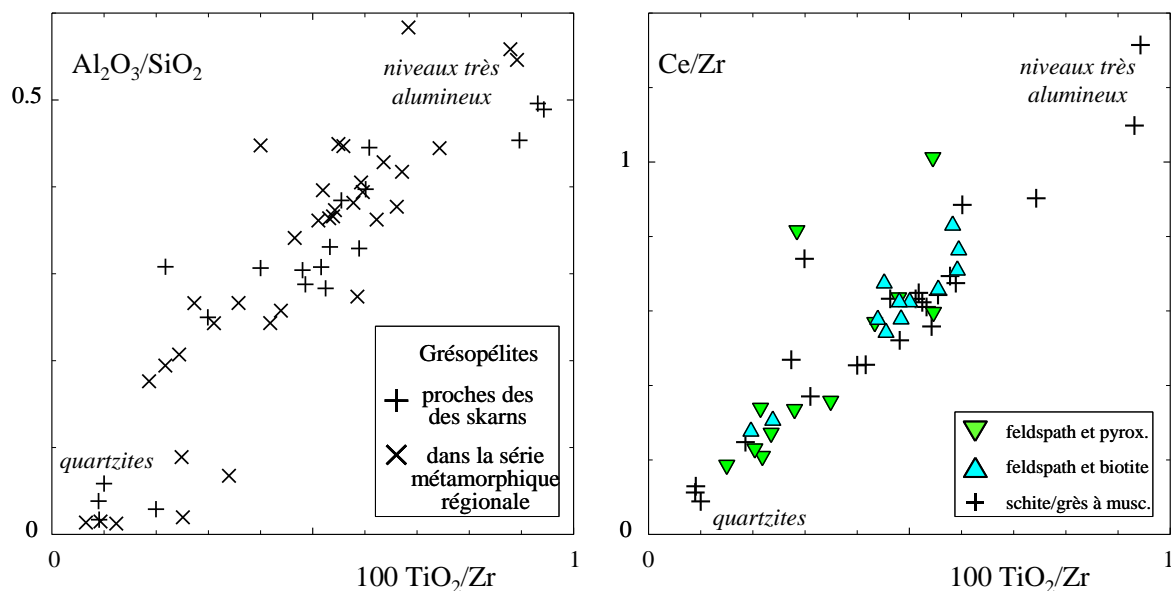 Al₂O₃/SiO₂
niveaux très
alumineux
0.5
Grésopélites
proches des
des skarns
dans la série
métamorphique
régionale
quartzites
0
0
1
100 TiO₂/Zr
Ce/Zr
niveaux très
alumineux
1
feldspath et pyrox.
feldspath et biotite
schite/grès à musc.
quartzites
0
0
1
100 TiO₂/Zr